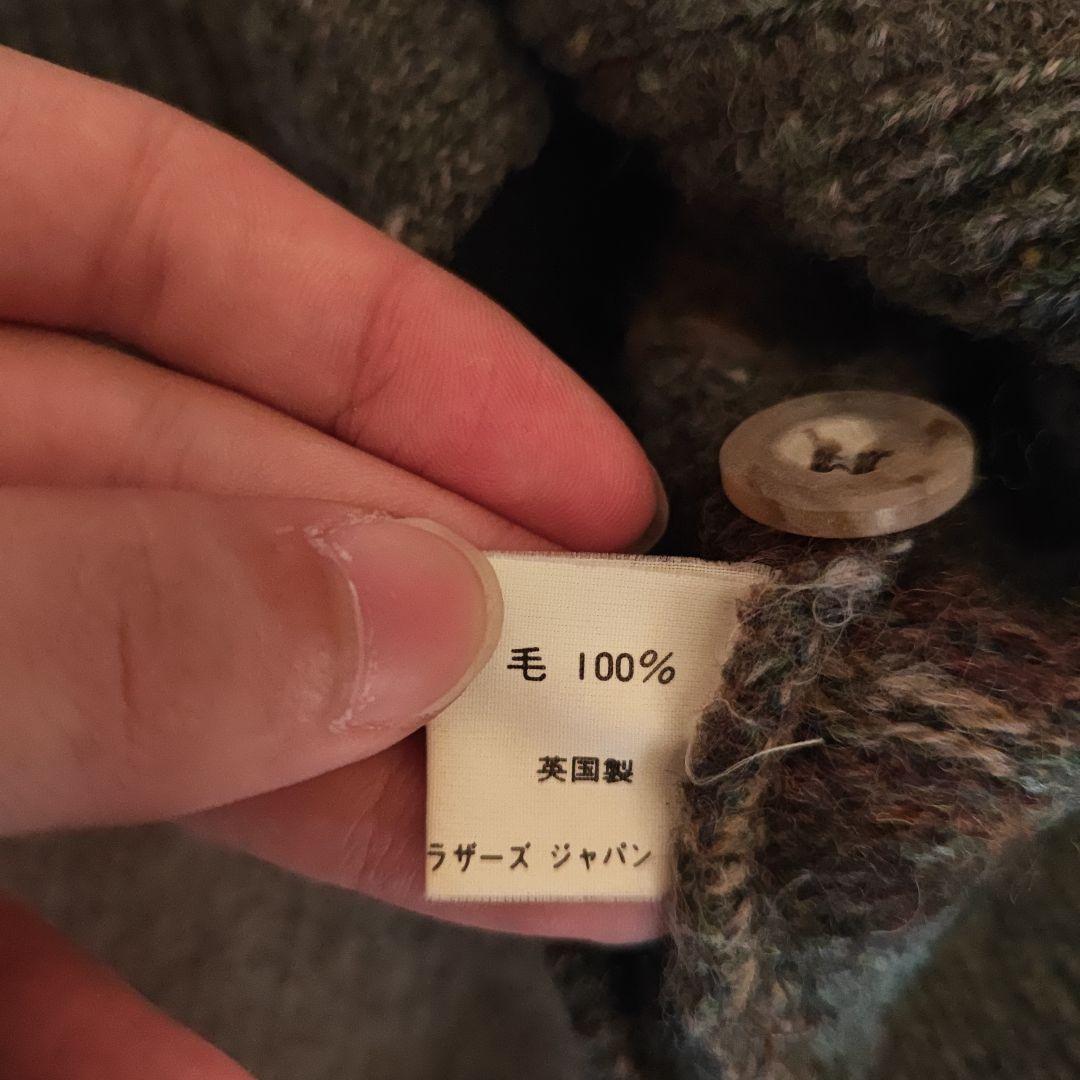 毛 100%
英国製
ラザーズ ジャパン